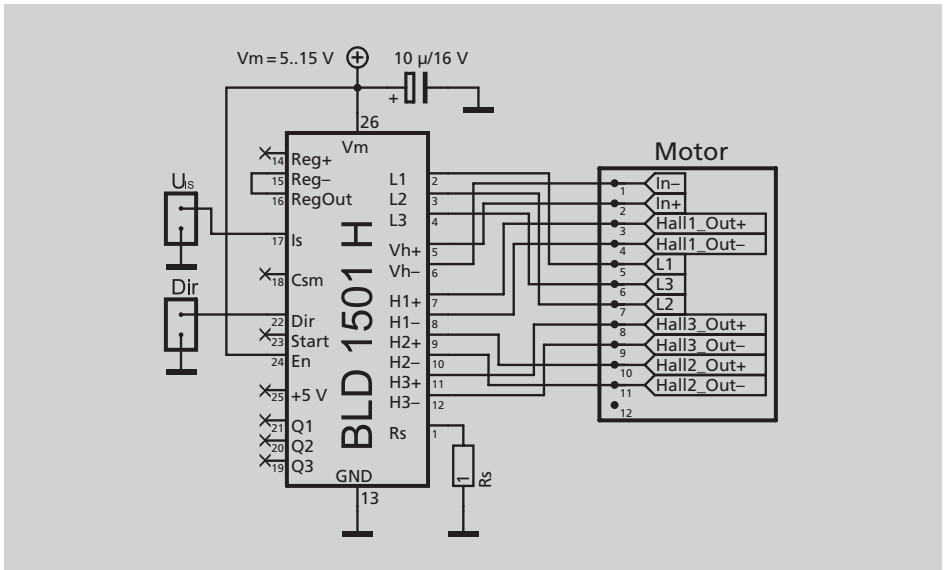 Vm = 5..15 V
10 µ/16 V
+
26
Vm
14
Reg+
15
Reg–
16
RegOut
UIS
17
Is
18
Csm
Dir
22
Dir
23
Start
24
En
25
+5 V
21
Q1
20
Q2
19
Q3
BLD 1501 H
L1
2
L2
3
L3
4
Vh+
5
Vh–
6
H1+
7
H1–
8
H2+
9
H2–
10
H3+
11
H3–
12
Rs
1
GND
13
1
Rs
Motor
1
In–
2
In+
3
Hall1_Out+
4
Hall1_Out–
5
L1
6
L3
7
L2
8
Hall3_Out+
9
Hall3_Out–
10
Hall2_Out+
11
Hall2_Out–
12